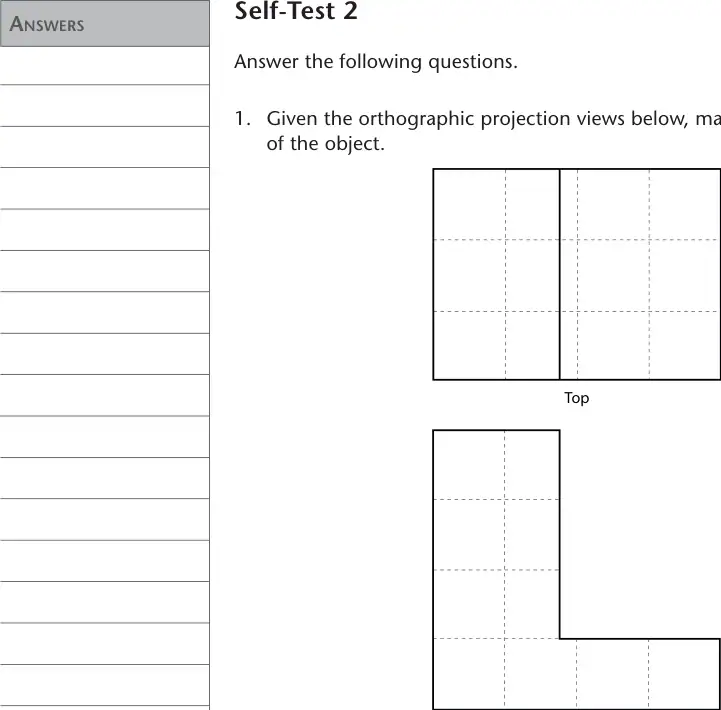 ANSWERS
Self-Test 2
Answer the following questions.
1. Given the orthographic projection views below, ma
of the object.
Top